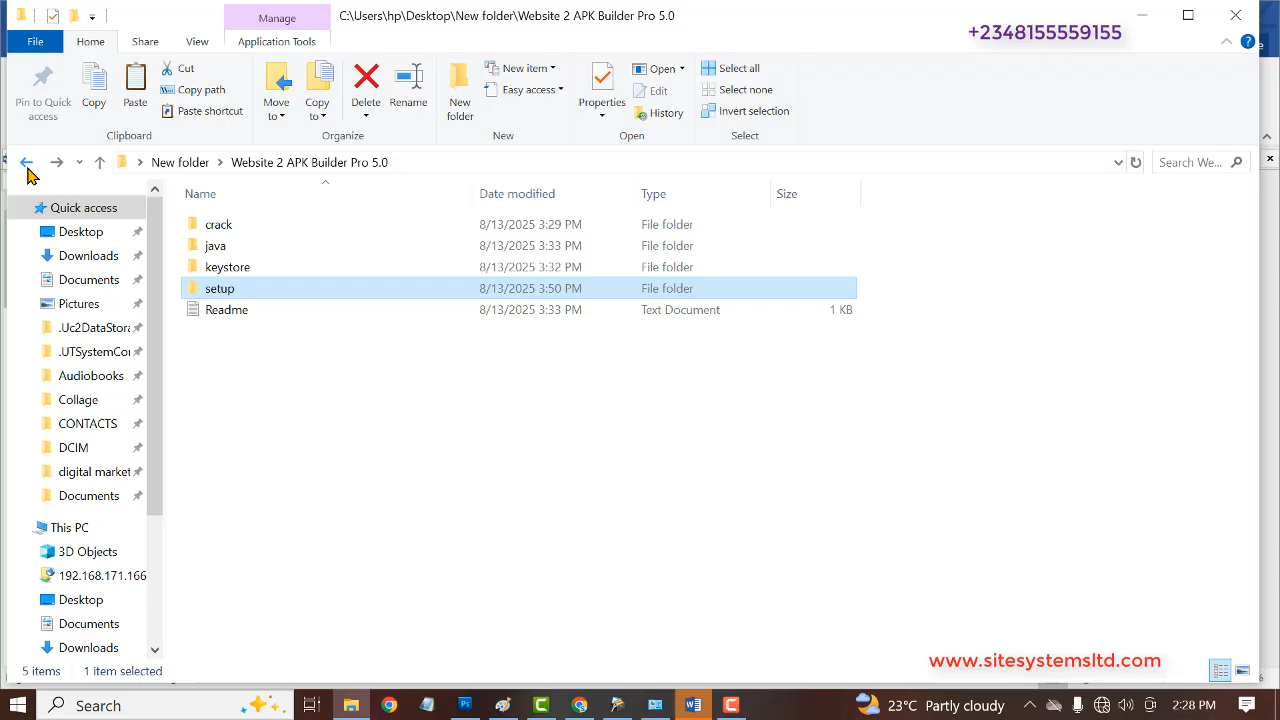 Manage
C:\Users\hp\Desktop\New folder\Website 2 APK Builder Pro 5.0
+2348155559155
File
Home
Share
View
Application Tools
Pin to Quick access
Copy
Paste
Cut
Copy path
Paste shortcut
Clipboard
Move to
Copy to
Delete
Rename
Organize
New folder
New item
Easy access
New
Properties
Open
Edit
History
Open
Select all
Select none
Invert selection
Select
New folder > Website 2 APK Builder Pro 5.0
Search We...
Name
Date modified
Type
Size
crack 8/13/2025 3:29 PM File folder
java 8/13/2025 3:33 PM File folder
keystore 8/13/2025 3:32 PM File folder
setup 8/13/2025 3:50 PM File folder
Readme 8/13/2025 3:33 PM Text Document 1 KB
Quick access
Desktop
Downloads
Documents
Pictures
.Uc2DataStora
.UTSystemCor
Audiobooks
Collage
CONTACTS
DCIM
digital market
Documents
This PC
3D Objects
192.168.171.166
Desktop
Documents
Downloads
5 items 1 item selected
www.sitesystemsltd.com
Search
23°C Partly cloudy
2:28 PM